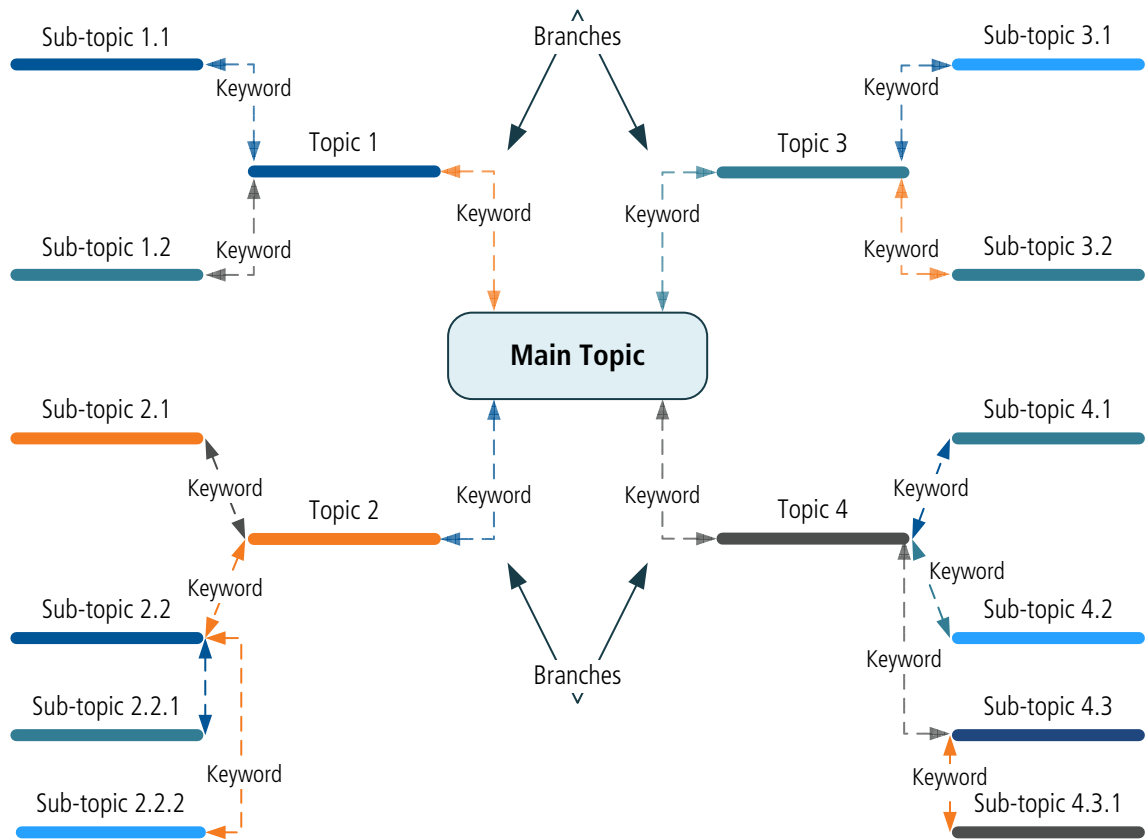 Sub-topic 1.1
Branches
Sub-topic 3.1
Keyword
Keyword
Topic 1
Topic 3
Keyword
Keyword
Sub-topic 1.2
Keyword
Keyword
Sub-topic 3.2
Main Topic
Sub-topic 2.1
Sub-topic 4.1
Keyword
Keyword
Keyword
Keyword
Topic 2
Topic 4
Keyword
Keyword
Sub-topic 2.2
Sub-topic 4.2
Keyword
Branches
Sub-topic 2.2.1
Sub-topic 4.3
Keyword
Keyword
Sub-topic 2.2.2
Sub-topic 4.3.1